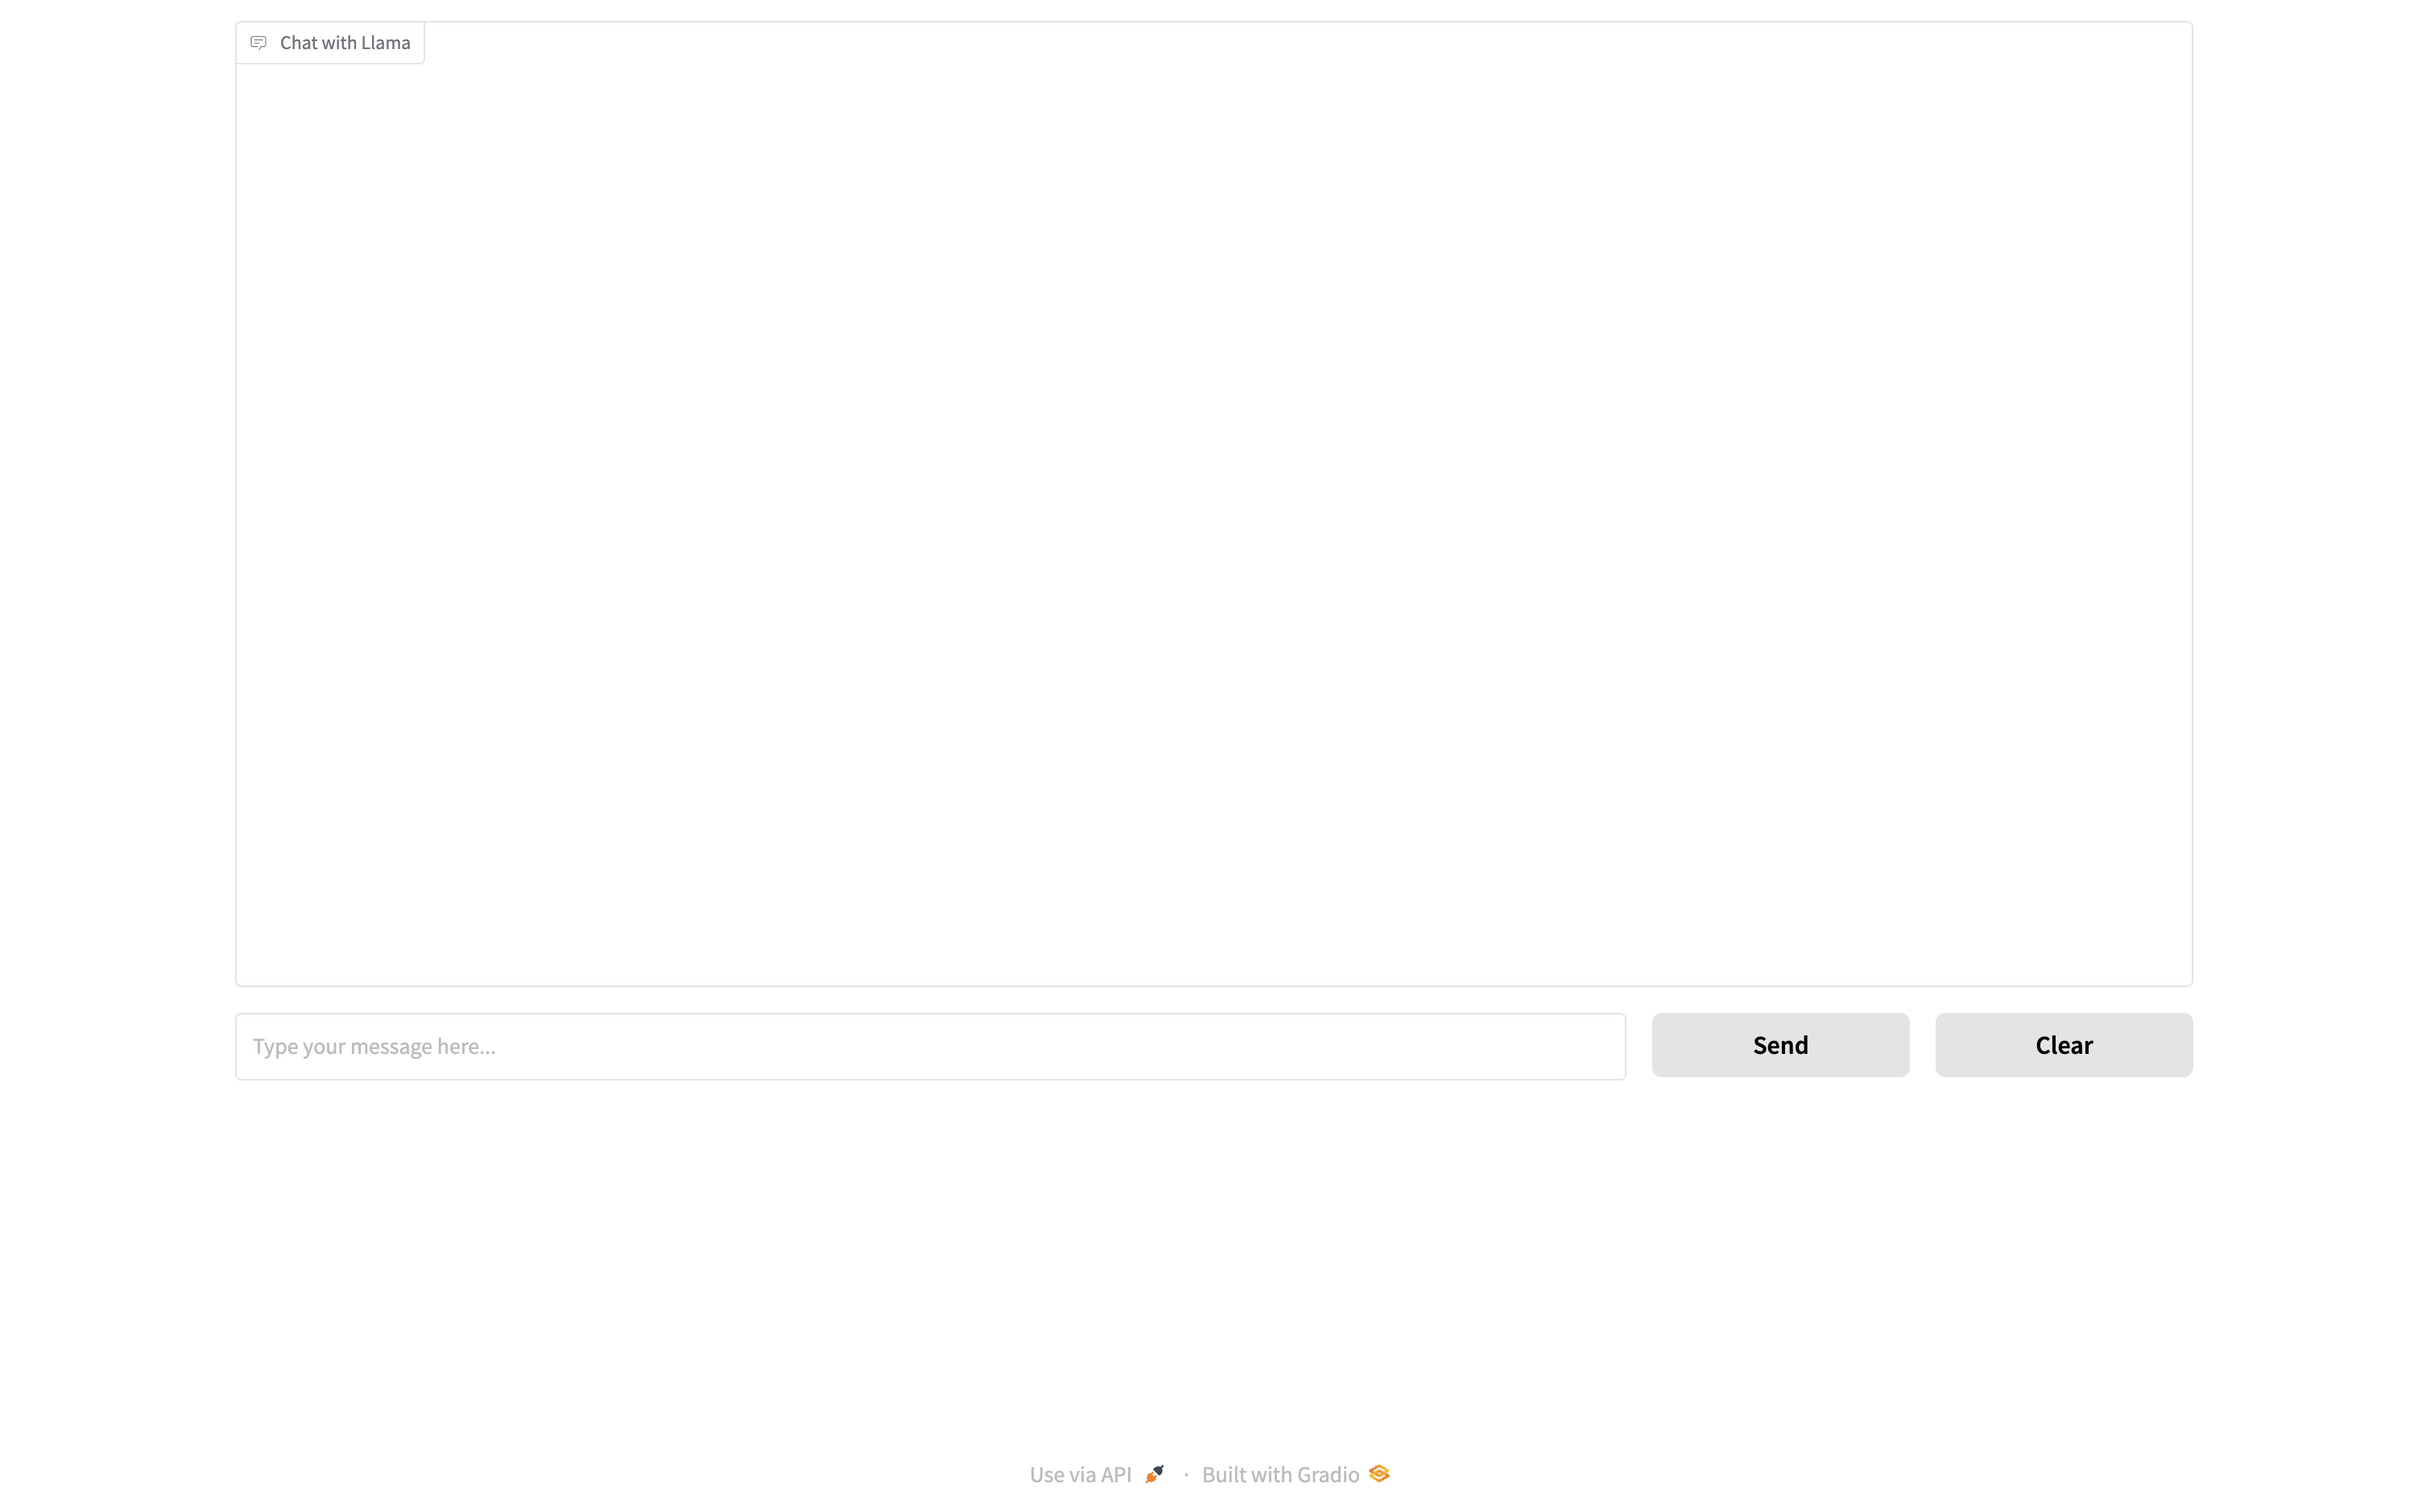 Chat with Llama
Type your message here...
Send
Clear
Use via API · Built with Gradio